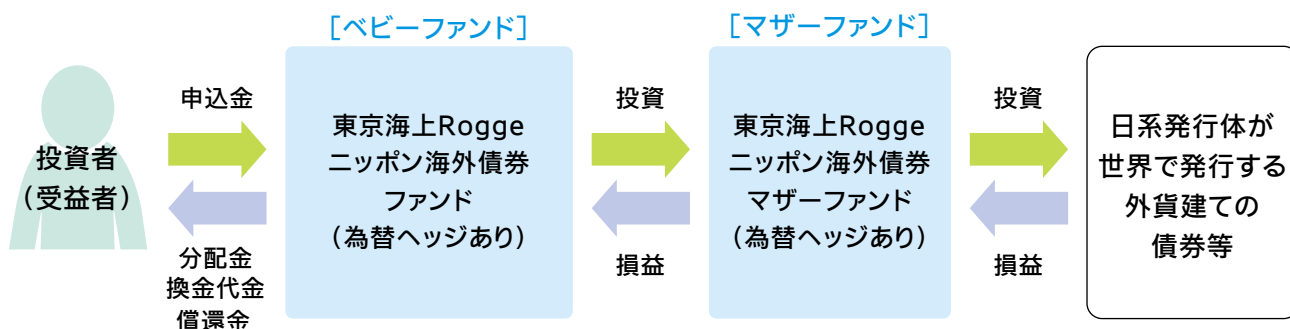 [ベビーファンド]
[マザーファンド]
投資者
(受益者)
申込金
分配金
換金代金
償還金
東京海上Rogge
ニッポン海外債券
ファンド
(為替ヘッジあり)
投資
損益
東京海上Rogge
ニッポン海外債券
マザーファンド
(為替ヘッジあり)
投資
損益
日系発行体が
世界で発行する
外貨建ての
債券等